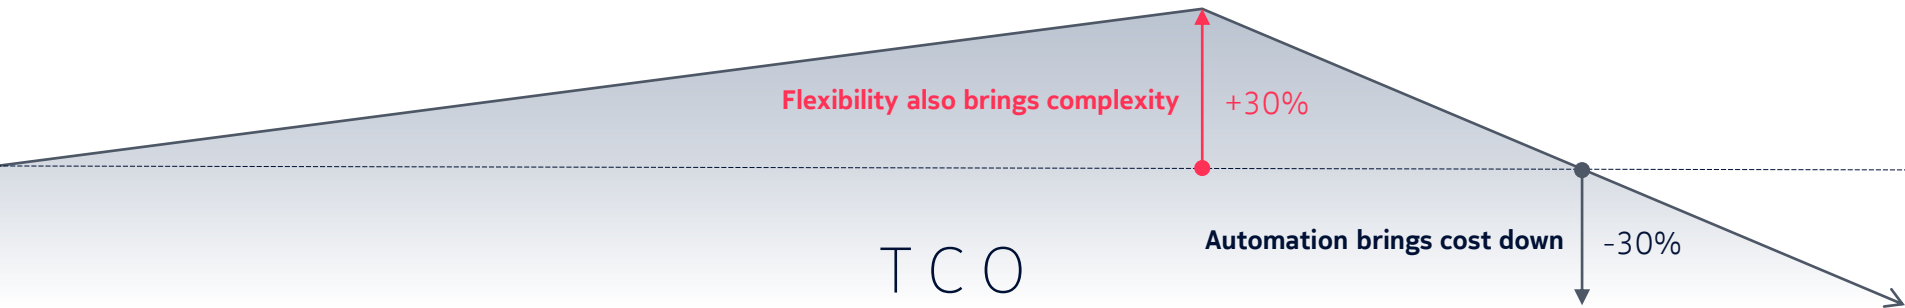 Flexibility also brings complexity
+30%
TCO
Automation brings cost down
-30%